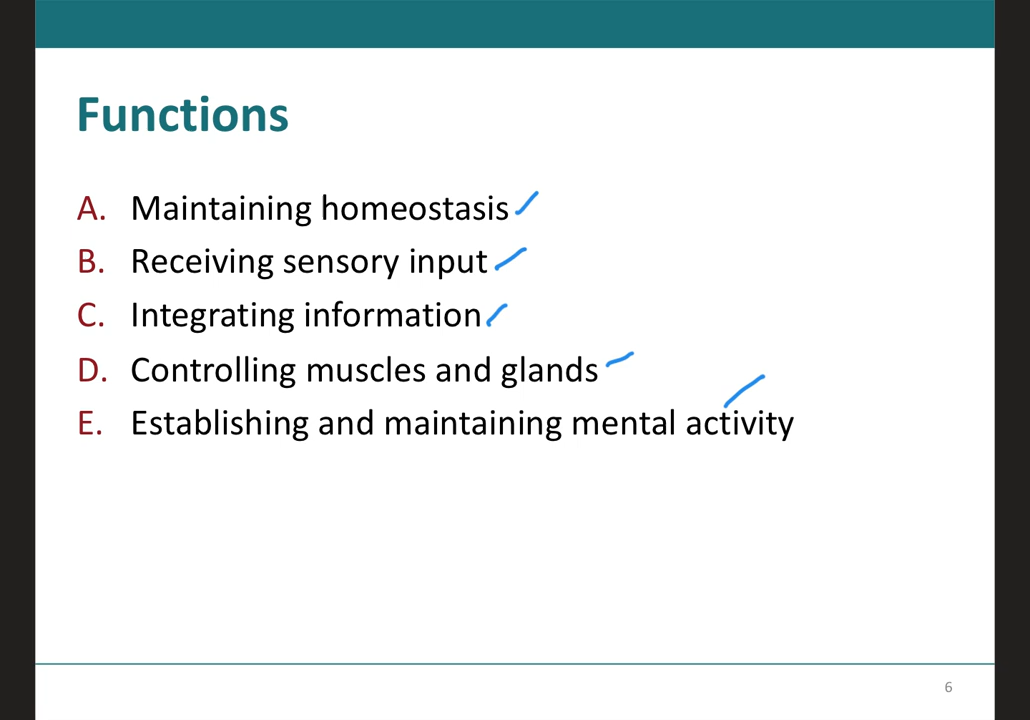 Functions
A. Maintaining homeostasis
B. Receiving sensory input
C. Integrating information
D. Controlling muscles and glands
E. Establishing and maintaining mental activity
6